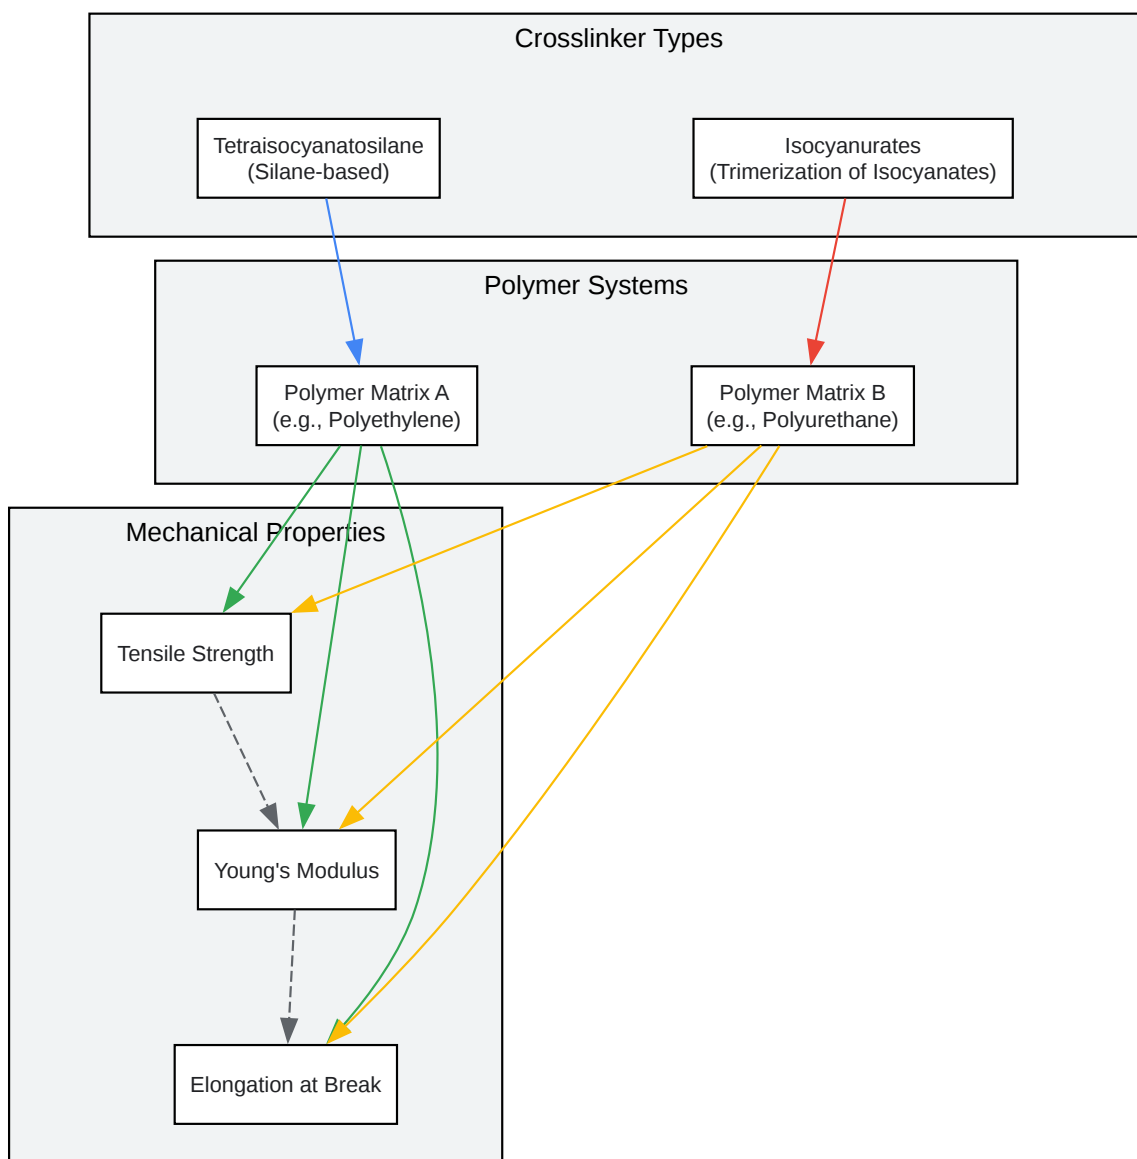 Crosslinker Types
Tetraisocyanatosilane
(Silane-based)
Isocyanurates
(Trimerization of Isocyanates)
Polymer Systems
Polymer Matrix A
(e.g., Polyethylene)
Polymer Matrix B
(e.g., Polyurethane)
Mechanical Properties
Tensile Strength
Young's Modulus
Elongation at Break